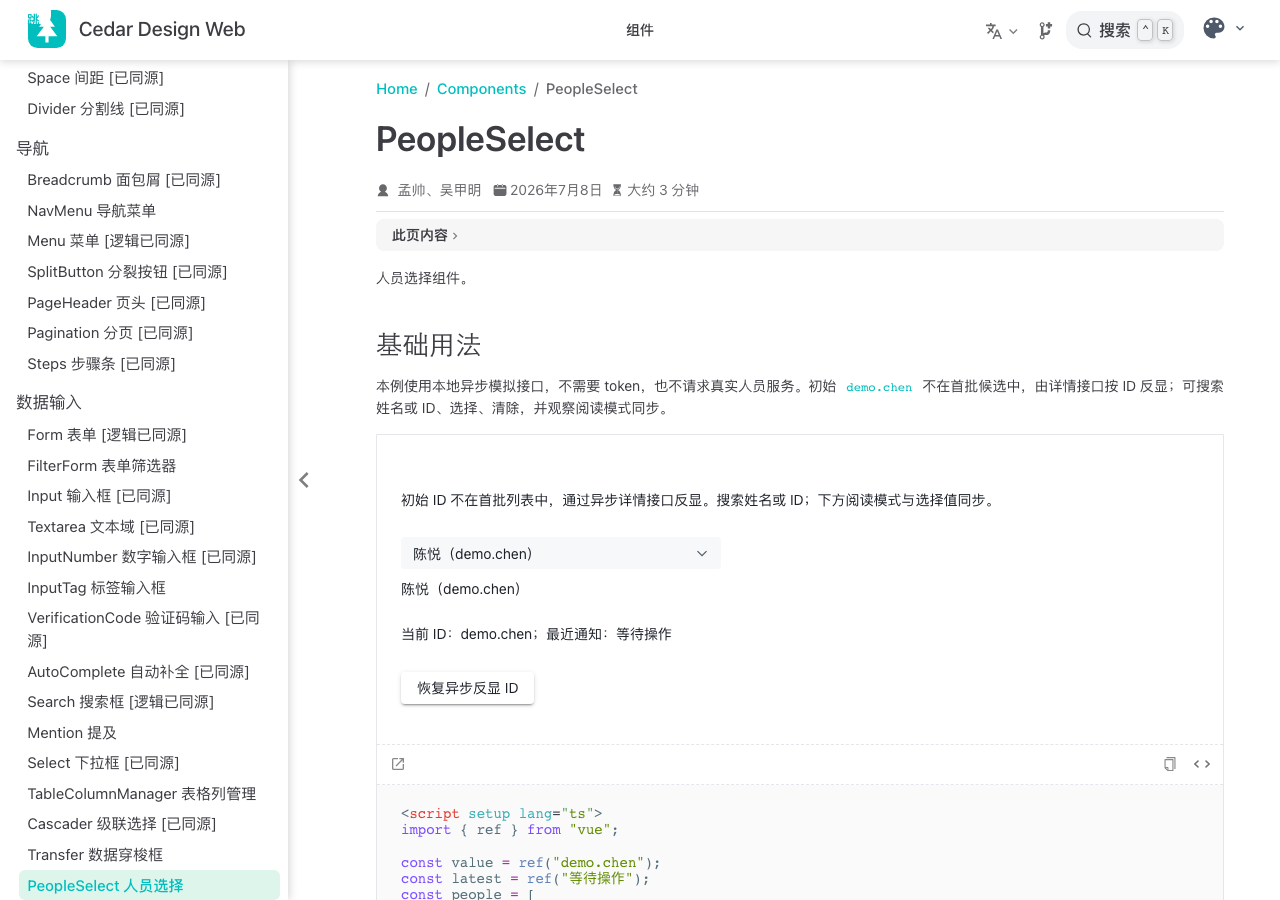 Cedar Design Web
组件
搜索
^
K
Space 间距 [已同源]
Divider 分割线 [已同源]
导航
Breadcrumb 面包屑 [已同源]
NavMenu 导航菜单
Menu 菜单 [逻辑已同源]
SplitButton 分裂按钮 [已同源]
PageHeader 页头 [已同源]
Pagination 分页 [已同源]
Steps 步骤条 [已同源]
数据输入
Form 表单 [逻辑已同源]
FilterForm 表单筛选器
Input 输入框 [已同源]
Textarea 文本域 [已同源]
InputNumber 数字输入框 [已同源]
InputTag 标签输入框
VerificationCode 验证码输入 [已同
源]
AutoComplete 自动补全 [已同源]
Search 搜索框 [逻辑已同源]
Mention 提及
Select 下拉框 [已同源]
TableColumnManager 表格列管理
Cascader 级联选择 [已同源]
Transfer 数据穿梭框
PeopleSelect 人员选择
Home / Components / PeopleSelect
PeopleSelect
孟帅、吴甲明 2026年7月8日 大约 3 分钟
此页内容
人员选择组件。
基础用法
本例使用本地异步模拟接口，不需要 token，也不请求真实人员服务。初始 demo.chen 不在首批候选中，由详情接口按 ID 反显；可搜索
姓名或 ID、选择、清除，并观察阅读模式同步。
初始 ID 不在首批列表中，通过异步详情接口反显。搜索姓名或 ID；下方阅读模式与选择值同步。
陈悦（demo.chen）
陈悦（demo.chen）
当前 ID：demo.chen；最近通知：等待操作
恢复异步反显 ID
<script setup lang="ts">
import { ref } from "vue";
const value = ref("demo.chen");
const latest = ref("等待操作");
const people = [